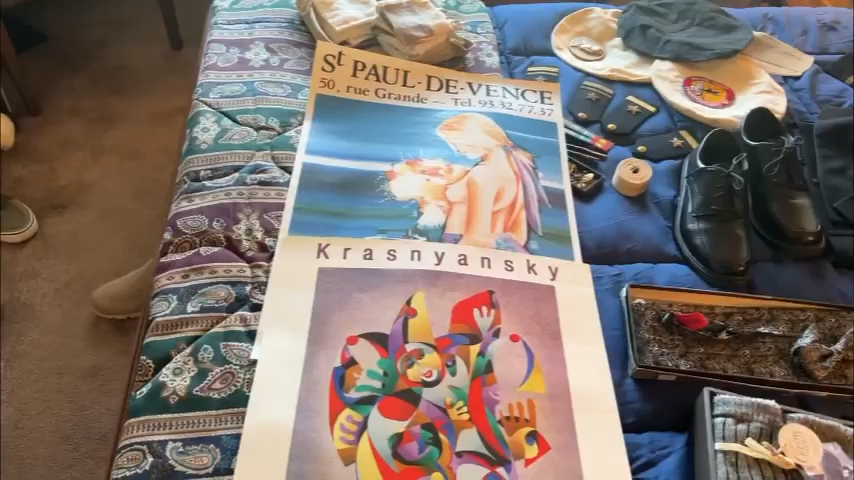 St PAUL-DE-VENCE
50, rue Grande — Tel. 93.32.77.37
Krasnyansky